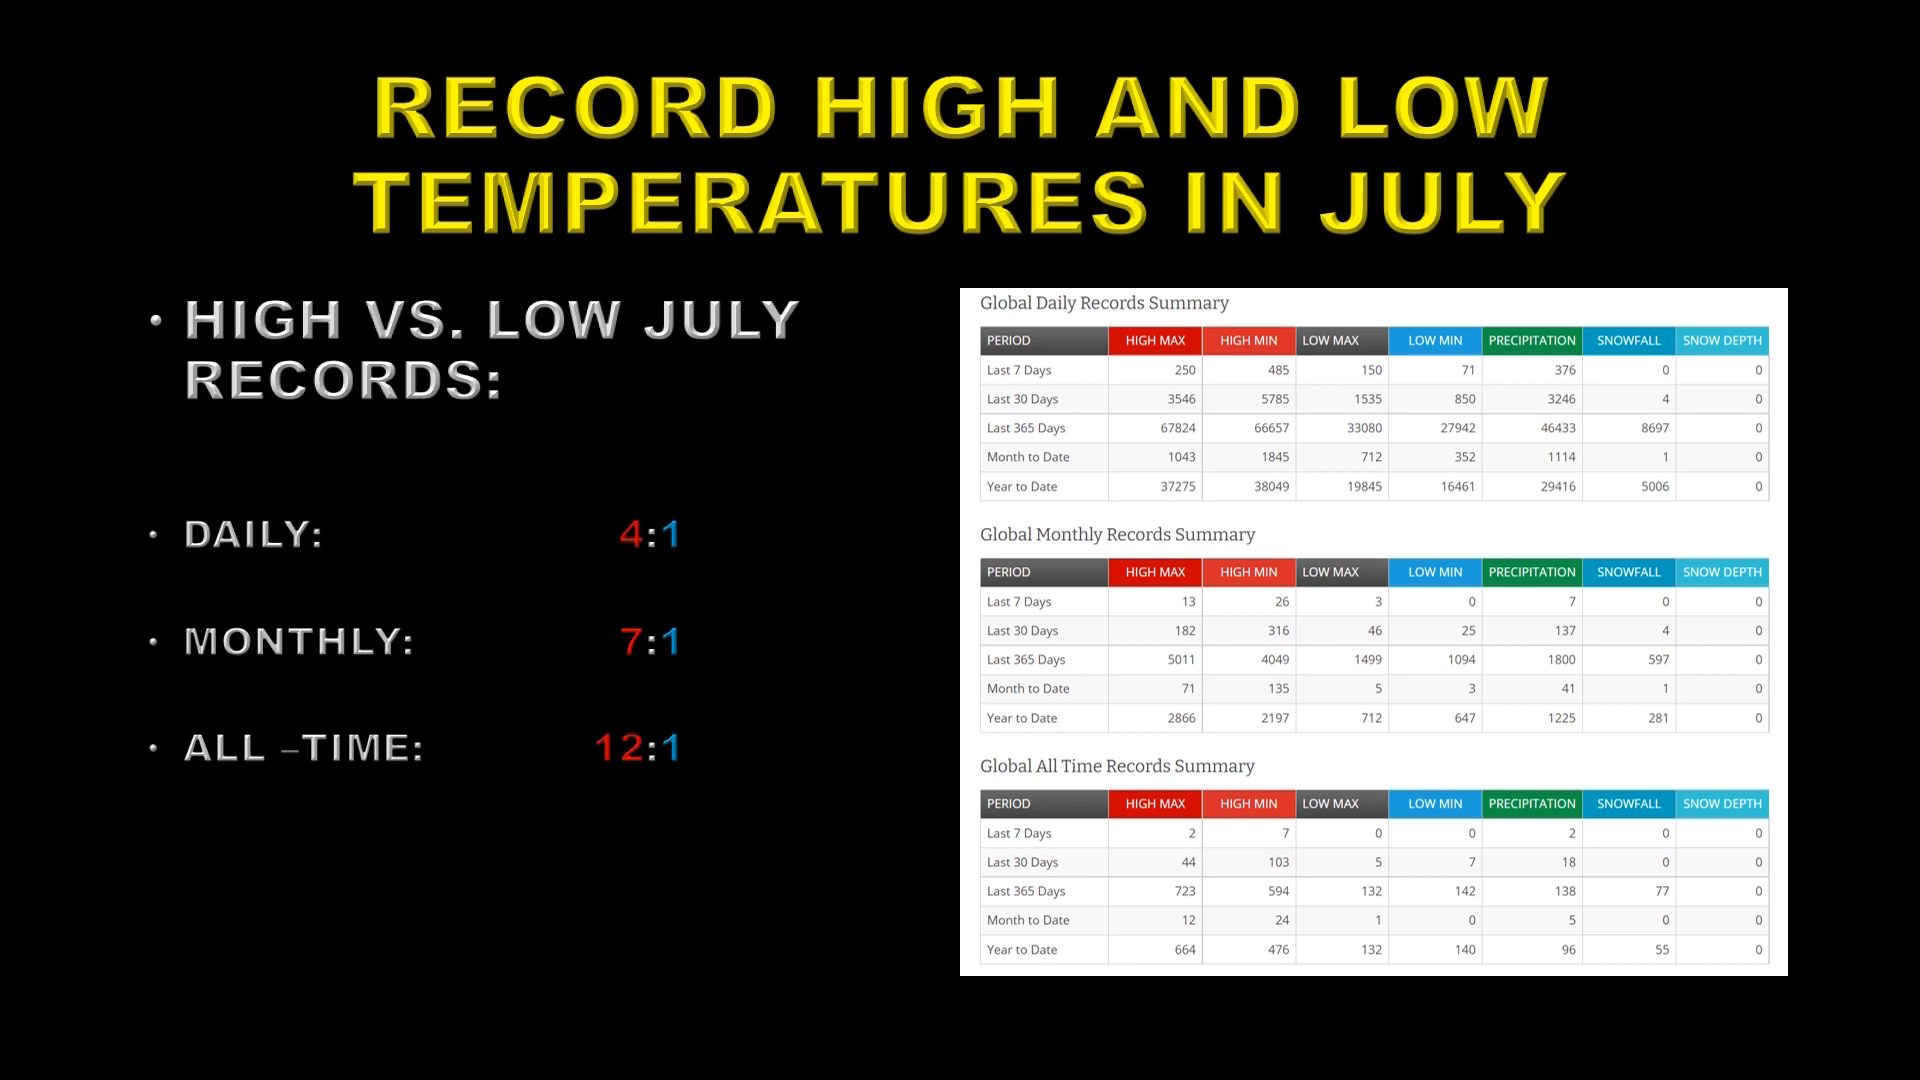 RECORD HIGH AND LOW
TEMPERATURES IN JULY
• HIGH VS. LOW JULY
RECORDS:
• DAILY: 4:1
• MONTHLY: 7:1
• ALL –TIME: 12:1
Global Daily Records Summary
PERIOD HIGH MAX HIGH MIN LOW MAX LOW MIN PRECIPITATION SNOWFALL SNOW DEPTH
Last 7 Days 250 485 150 71 376 0 0
Last 30 Days 3546 5785 1535 850 3246 4 0
Last 365 Days 67824 66657 33080 27942 46433 8697 0
Month to Date 1043 1845 712 352 1114 1 0
Year to Date 37275 38049 19845 16461 29416 5006 0
Global Monthly Records Summary
PERIOD HIGH MAX HIGH MIN LOW MAX LOW MIN PRECIPITATION SNOWFALL SNOW DEPTH
Last 7 Days 13 26 3 0 7 0 0
Last 30 Days 182 316 46 25 137 4 0
Last 365 Days 5011 4049 1499 1094 1800 597 0
Month to Date 71 135 5 3 41 1 0
Year to Date 2866 2197 712 647 1225 281 0
Global All Time Records Summary
PERIOD HIGH MAX HIGH MIN LOW MAX LOW MIN PRECIPITATION SNOWFALL SNOW DEPTH
Last 7 Days 2 7 0 0 2 0 0
Last 30 Days 44 103 5 7 18 0 0
Last 365 Days 723 594 132 142 138 77 0
Month to Date 12 24 1 0 5 0 0
Year to Date 664 476 132 140 96 55 0